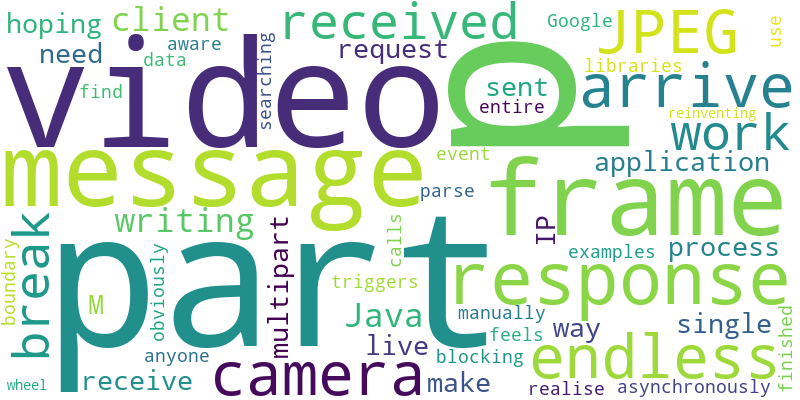 hoping
client
received
Google
JPEG
use
need
aware
data
searching
request
libraries
video
p
sent
arrive
find
entire
reinventing
work
message
event
application
frame
parse
writing
break
boundary
obviously
M
multipart
calls
IP
examples
process
part
triggers
response
Java
manually
single
finished
anyone
live
feels
way
blocking
endless
wheel
receive
camera
make
realise
asynchronously